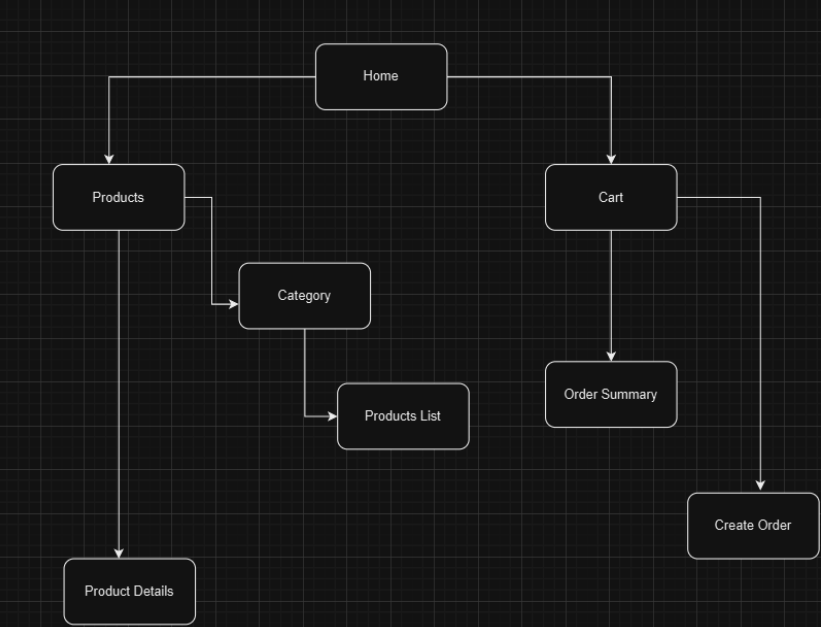 Home
Products
Cart
Category
Order Summary
Products List
Create Order
Product Details